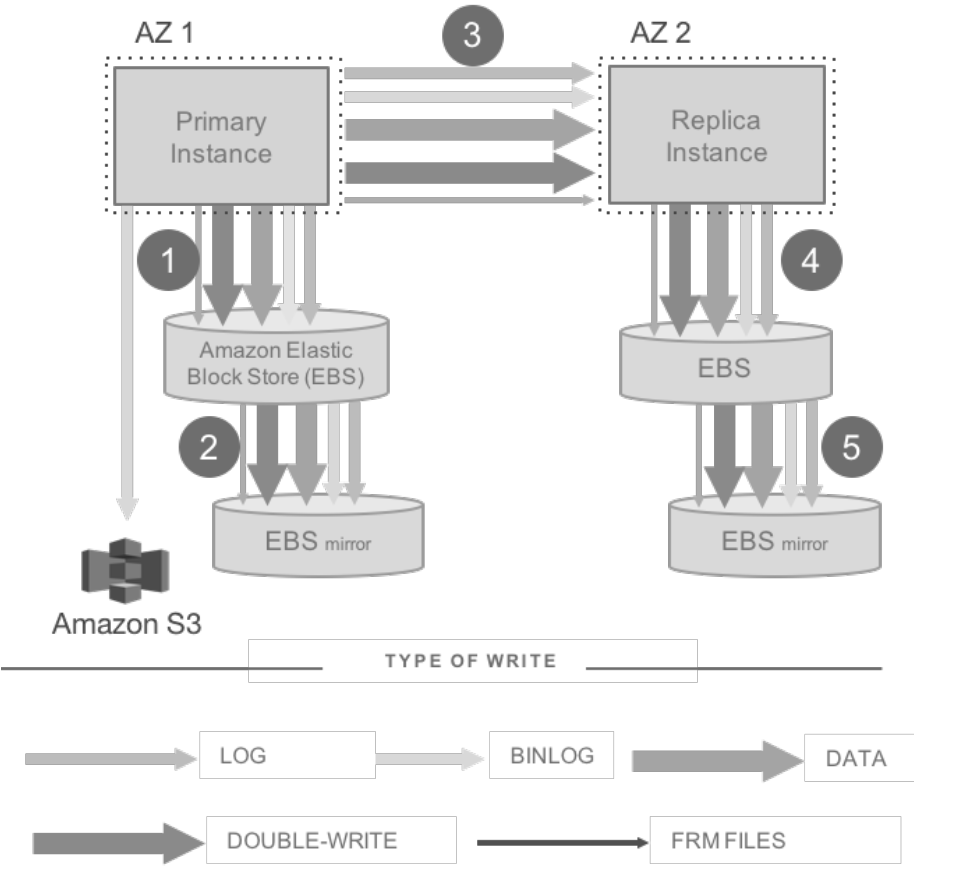 AZ 1
3
AZ 2
Primary
Instance
Replica
Instance
1
4
Amazon Elastic
Block Store (EBS)
EBS
2
5
EBS mirror
EBS mirror
Amazon S3
TYPE OF WRITE
LOG
BINLOG
DATA
DOUBLE-WRITE
FRM FILES